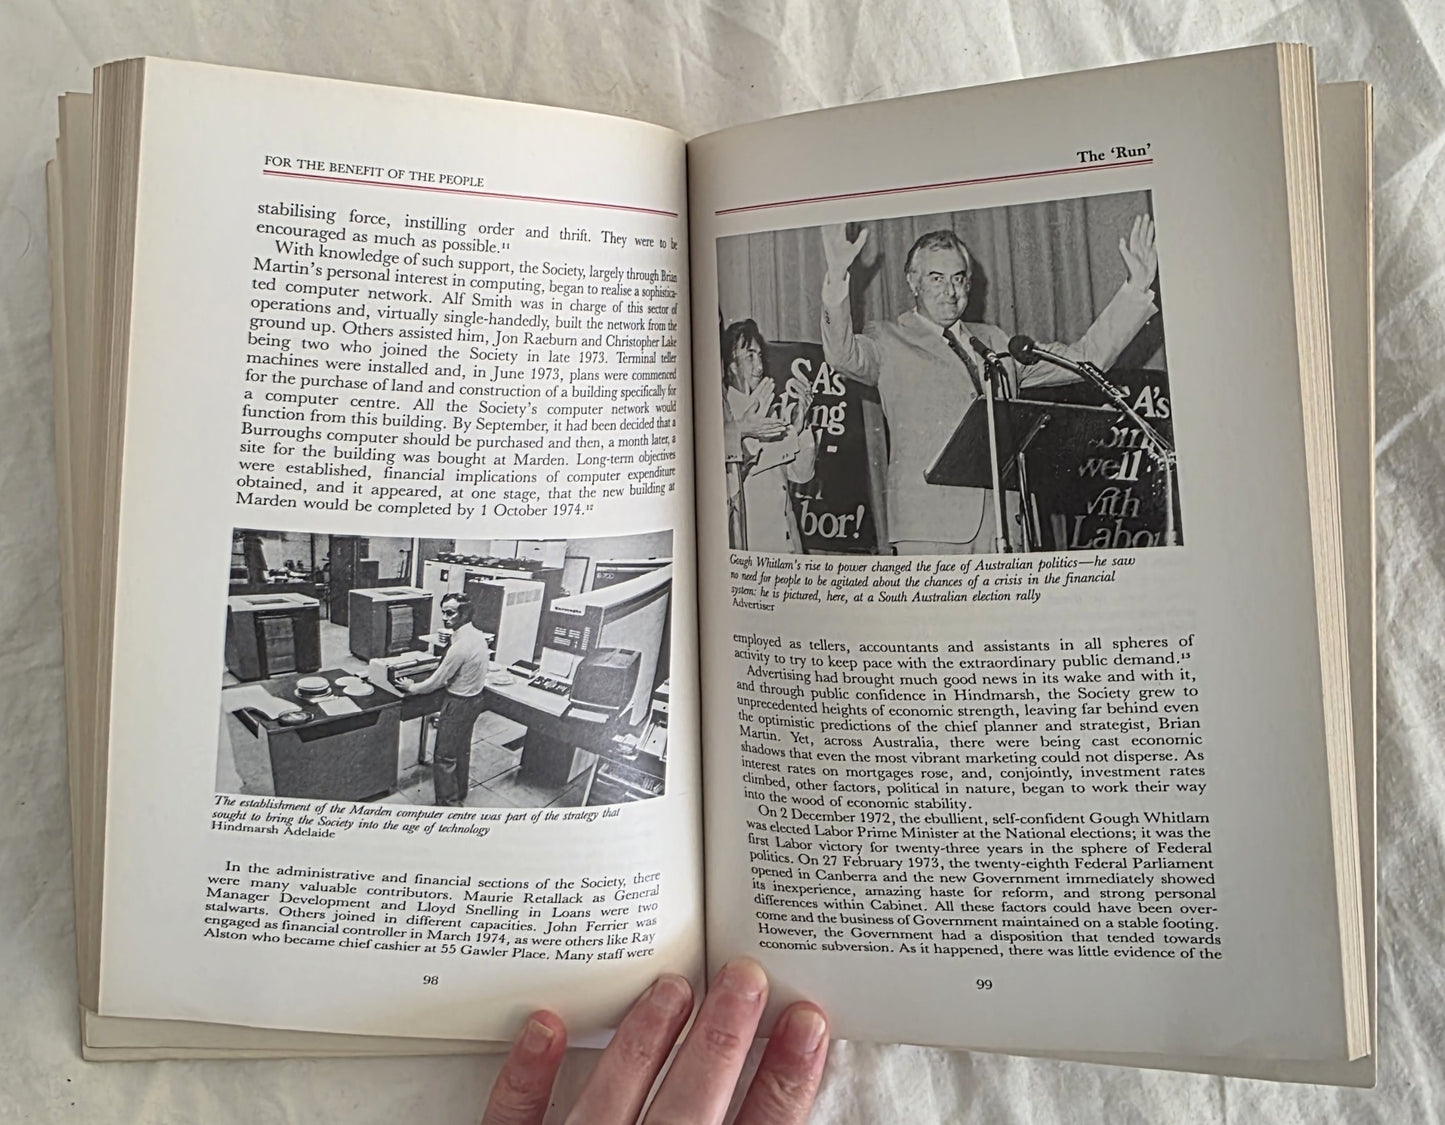 FOR THE BENEFIT OF THE PEOPLE
stabilising force, instilling order and thrift. They were to be
encouraged as much as possible.¹¹
With knowledge of such support, the Society, largely through Brian
Martin's personal interest in computing, began to realise a sophistica-
ted computer network. Alf Smith was in charge of this sector of
operations and, virtually single-handedly, built the network from the
ground up. Others assisted him, Jon Raeburn and Christopher Lake
being two who joined the Society in late 1973. Terminal teller
machines were installed and, in June 1973, plans were commenced
for the purchase of land and construction of a building specifically for
a computer centre. All the Society's computer network would
function from this building. By September, it had been decided that a
Burroughs computer should be purchased and then, a month later, a
site for the building was bought at Marden. Long-term objectives
were established, financial implications of computer expenditure
obtained, and it appeared, at one stage, that the new building at
Marden would be completed by 1 October 1974.¹²
Burroughs
The establishment of the Marden computer centre was part of the strategy that
sought to bring the Society into the age of technology
Hindmarsh Adelaide
In the administrative and financial sections of the Society, there
were many valuable contributors. Maurie Retallack as General
Manager Development and Lloyd Snelling in Loans were two
stalwarts. Others joined in different capacities. John Ferrier was
engaged as financial controller in March 1974, as were others like Ray
Alston who became chief cashier at 55 Gawler Place. Many staff were
98
The 'Run'
SA's
ng
bor!
A's
well
with
Labou
Gough Whitlam's rise to power changed the face of Australian politics—he saw
no need for people to be agitated about the chances of a crisis in the financial
system: he is pictured, here, at a South Australian election rally
Advertiser
employed as tellers, accountants and assistants in all spheres of
activity to try to keep pace with the extraordinary public demand.¹³
Advertising had brought much good news in its wake and with it,
and through public confidence in Hindmarsh, the Society grew to
unprecedented heights of economic strength, leaving far behind even
the optimistic predictions of the chief planner and strategist, Brian
Martin. Yet, across Australia, there were being cast economic
shadows that even the most vibrant marketing could not disperse. As
interest rates on mortgages rose, and, conjointly, investment rates
climbed, other factors, political in nature, began to work their way
into the wood of economic stability.
On 2 December 1972, the ebullient, self-confident Gough Whitlam
was elected Labor Prime Minister at the National elections; it was the
first Labor victory for twenty-three years in the sphere of Federal
politics. On 27 February 1973, the twenty-eighth Federal Parliament
opened in Canberra and the new Government immediately showed
its inexperience, amazing haste for reform, and strong personal
differences within Cabinet. All these factors could have been over-
come and the business of Government maintained on a stable footing.
However, the Government had a disposition that tended towards
economic subversion. As it happened, there was little evidence of the
99